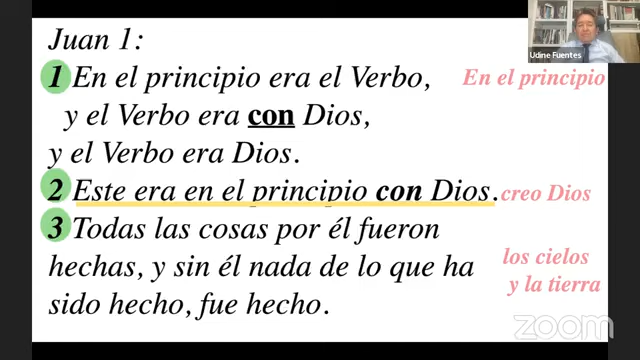 Juan 1:
1 En el principio era el Verbo,
y el Verbo era con Dios,
y el Verbo era Dios.
2 Este era en el principio con Dios.
3 Todas las cosas por él fueron
hechas, y sin él nada de lo que ha
sido hecho, fue hecho.
En el principio
creo Dios
los cielos
y la tierra
Udine Fuentes
zoom